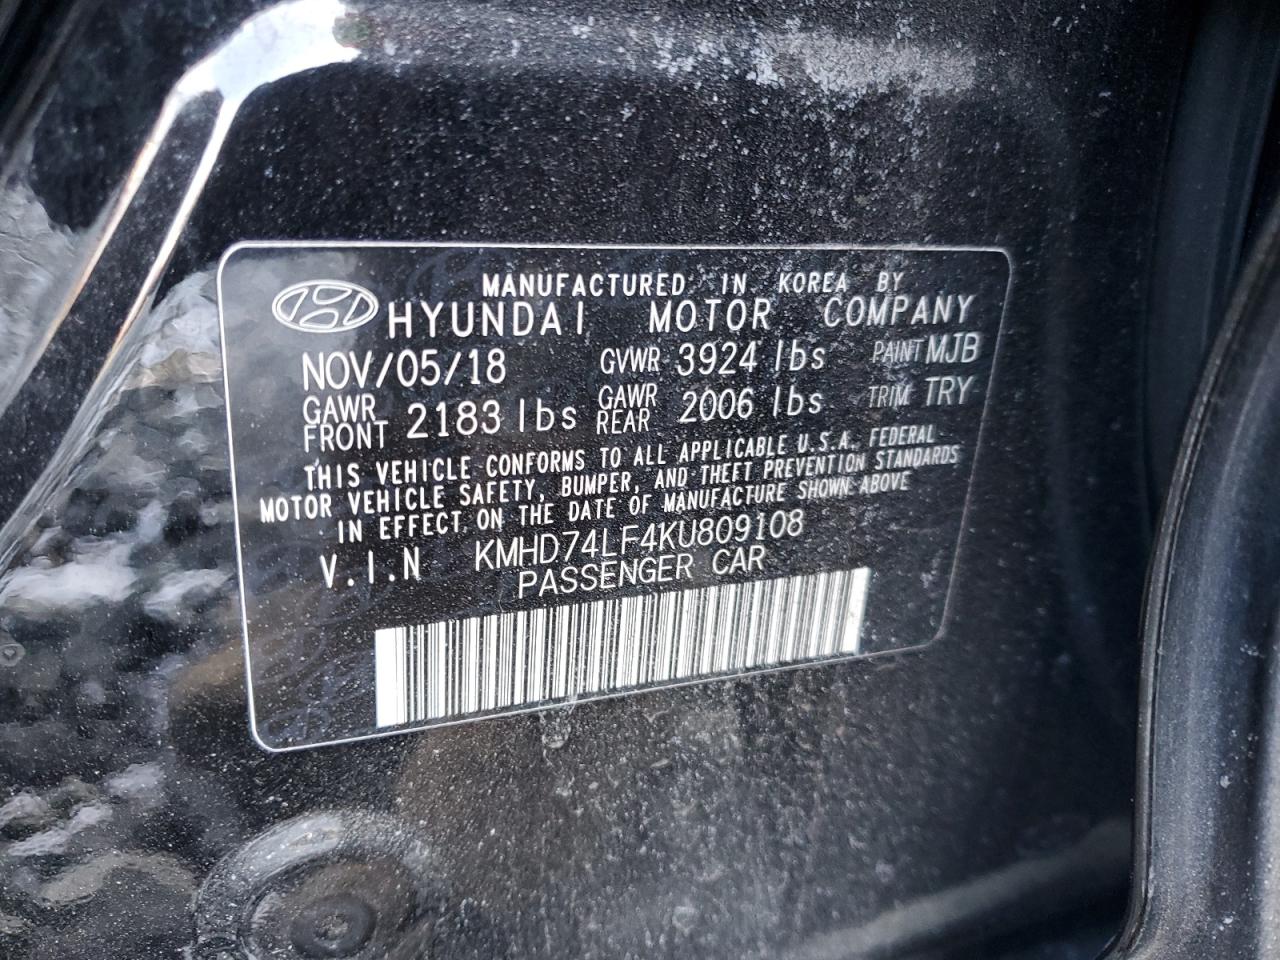 MANUFACTURED IN KOREA BY
HYUNDAI MOTOR COMPANY
NOV/05/18 GVWR 3924 lbs PAINT MJB
GAWR FRONT 2183 lbs GAWR REAR 2006 lbs TRIM TRY
THIS VEHICLE CONFORMS TO ALL APPLICABLE U.S.A. FEDERAL
MOTOR VEHICLE SAFETY, BUMPER, AND THEFT PREVENTION STANDARDS
IN EFFECT ON THE DATE OF MANUFACTURE SHOWN ABOVE
V.I.N KMHD74LF4KU809108
PASSENGER CAR